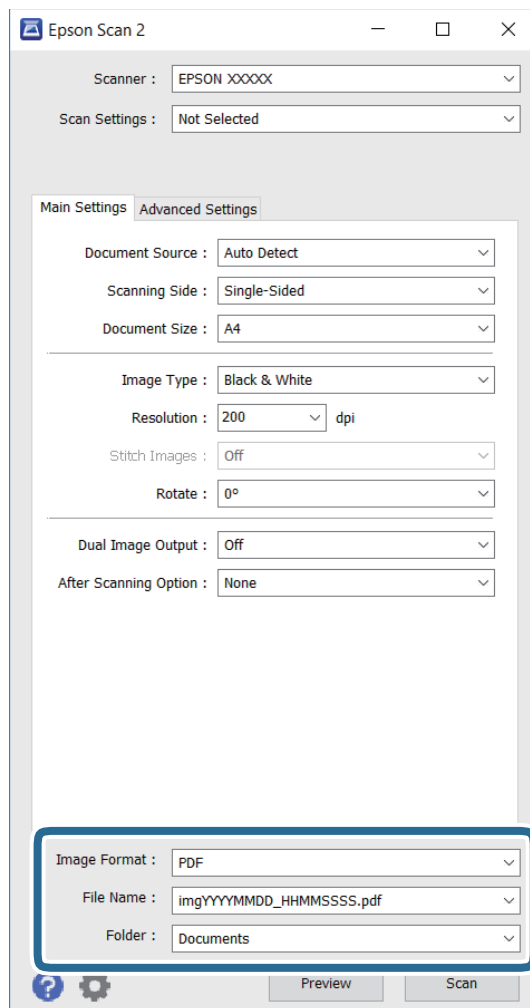 Epson Scan 2
Scanner : EPSON XXXXX
Scan Settings : Not Selected
Main Settings Advanced Settings
Document Source : Auto Detect
Scanning Side : Single-Sided
Document Size : A4
Image Type : Black & White
Resolution : 200 dpi
Stitch Images : Off
Rotate : 0º
Dual Image Output : Off
After Scanning Option : None
Image Format : PDF
File Name : imgYYYYMMDD_HHMMSSSS.pdf
Folder : Documents
? Preview Scan